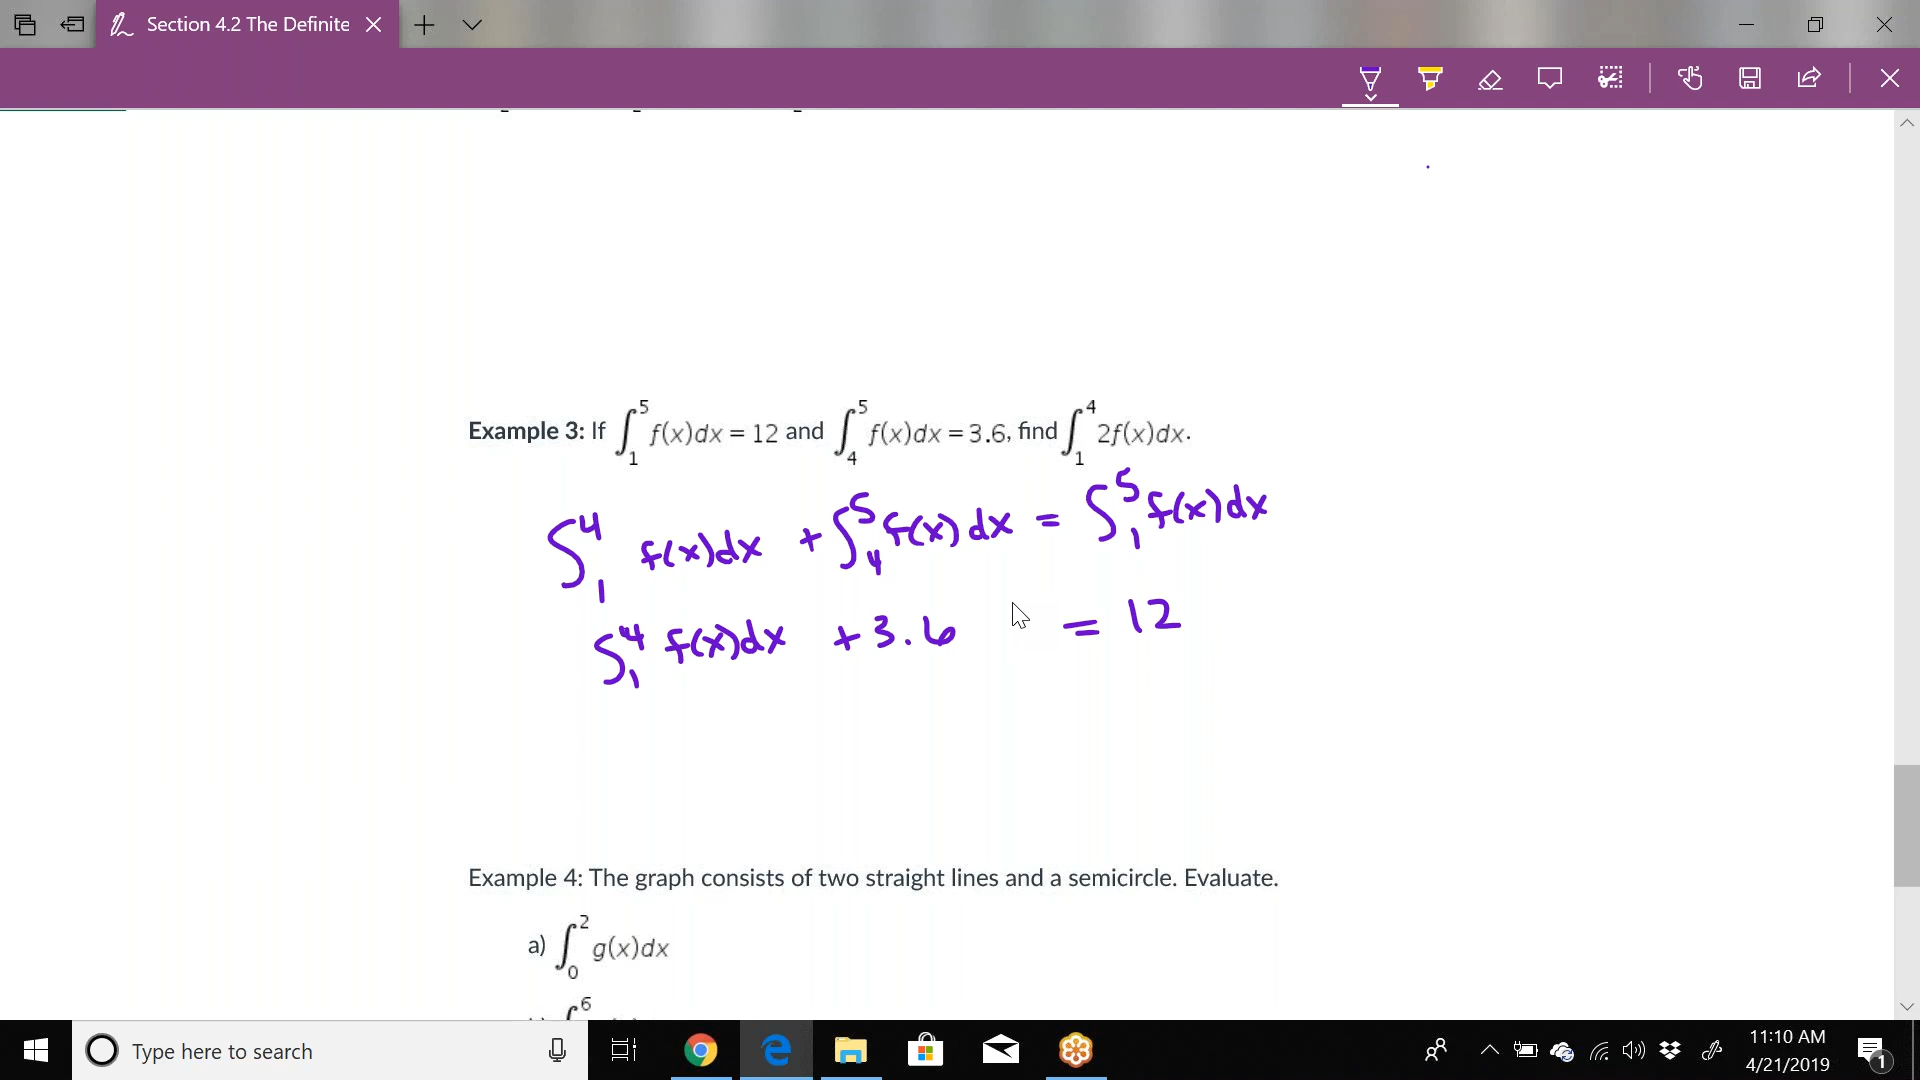 Section 4.2 The Definite
Example 3: If ∫₁⁵ f(x)dx = 12 and ∫₄⁵ f(x)dx = 3.6, find ∫₁⁴ 2f(x)dx.
∫₁⁴ f(x)dx + ∫₄⁵ f(x)dx = ∫₁⁵ f(x)dx
∫₁⁴ f(x)dx + 3.6 = 12
Example 4: The graph consists of two straight lines and a semicircle. Evaluate.
a) ∫₀² g(x)dx
6
Type here to search
11:10 AM
4/21/2019
1